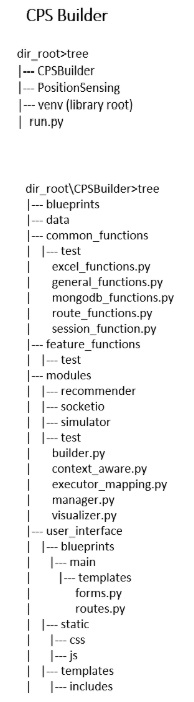 CPS Builder
dir_root>tree
|--- CPSBuilder
|--- PositionSensing
|--- venv (library root)
|  run.py
dir_root\CPSBuilder>tree
|--- blueprints
|--- data
|--- common_functions
|  |--- test
|  excel_functions.py
|  general_functions.py
|  mongodb_functions.py
|  route_functions.py
|  session_function.py
|--- feature_functions
|  |--- test
|--- modules
|  |--- recommender
|  |--- socketio
|  |--- simulator
|  |--- test
|  builder.py
|  context_aware.py
|  executor_mapping.py
|  manager.py
|  visualizer.py
|--- user_interface
|  |--- blueprints
|  |--- main
|  |--- templates
|  forms.py
|  routes.py
|  |--- static
|  |--- css
|  |--- js
|  |--- templates
|  |--- includes